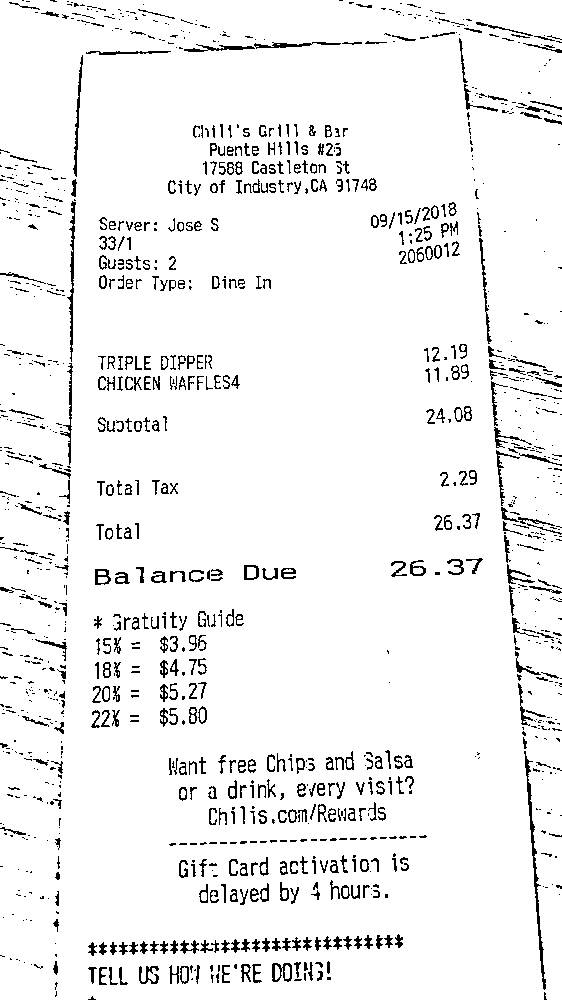 Chili's Grill & Bar
Puente Hills #26
17588 Castleton St
City of Industry,CA 91748
Server: Jose S 09/15/2018
33/1 1:25 PM
Guests: 2 2060012
Order Type: Dine In
TRIPLE DIPPER 12.19
CHICKEN WAFFLES4 11.89
Subtotal 24.08
Total Tax 2.29
Total 26.37
Balance Due 26.37
* Gratuity Guide
15% = $3.96
18% = $4.75
20% = $5.27
22% = $5.80
Want free Chips and Salsa
or a drink, every visit?
Chilis.com/Rewards
-------------------------
Gift Card activation is
delayed by 4 hours.
*******************************
TELL US HOW WE'RE DOING!
*